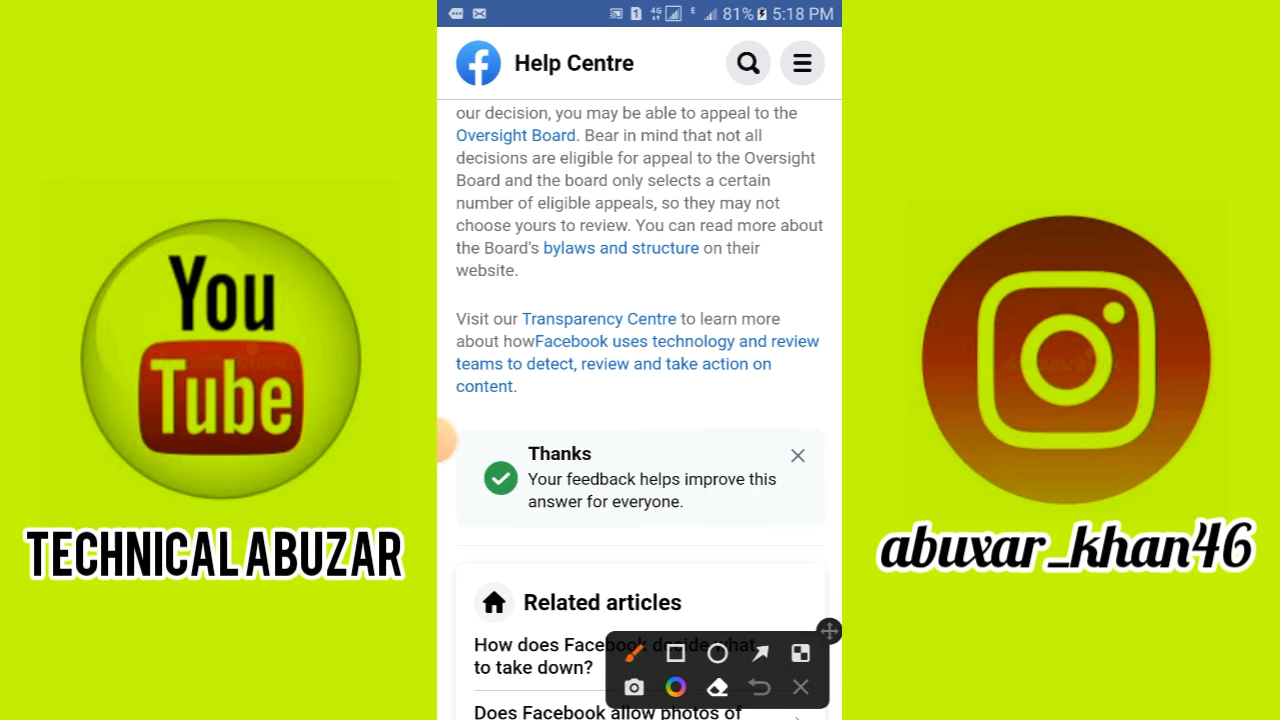 4G
E
81%
5:18 PM
Help Centre
our decision, you may be able to appeal to the
Oversight Board. Bear in mind that not all
decisions are eligible for appeal to the Oversight
Board and the board only selects a certain
number of eligible appeals, so they may not
choose yours to review. You can read more about
the Board's bylaws and structure on their
website.
Visit our Transparency Centre to learn more
about howFacebook uses technology and review
teams to detect, review and take action on
content.
Thanks
Your feedback helps improve this
answer for everyone.
Related articles
How does Facebook decide what
to take down?
Does Facebook allow photos of
You
Tube
TECHNICAL ABUZAR
abuxar_khan46